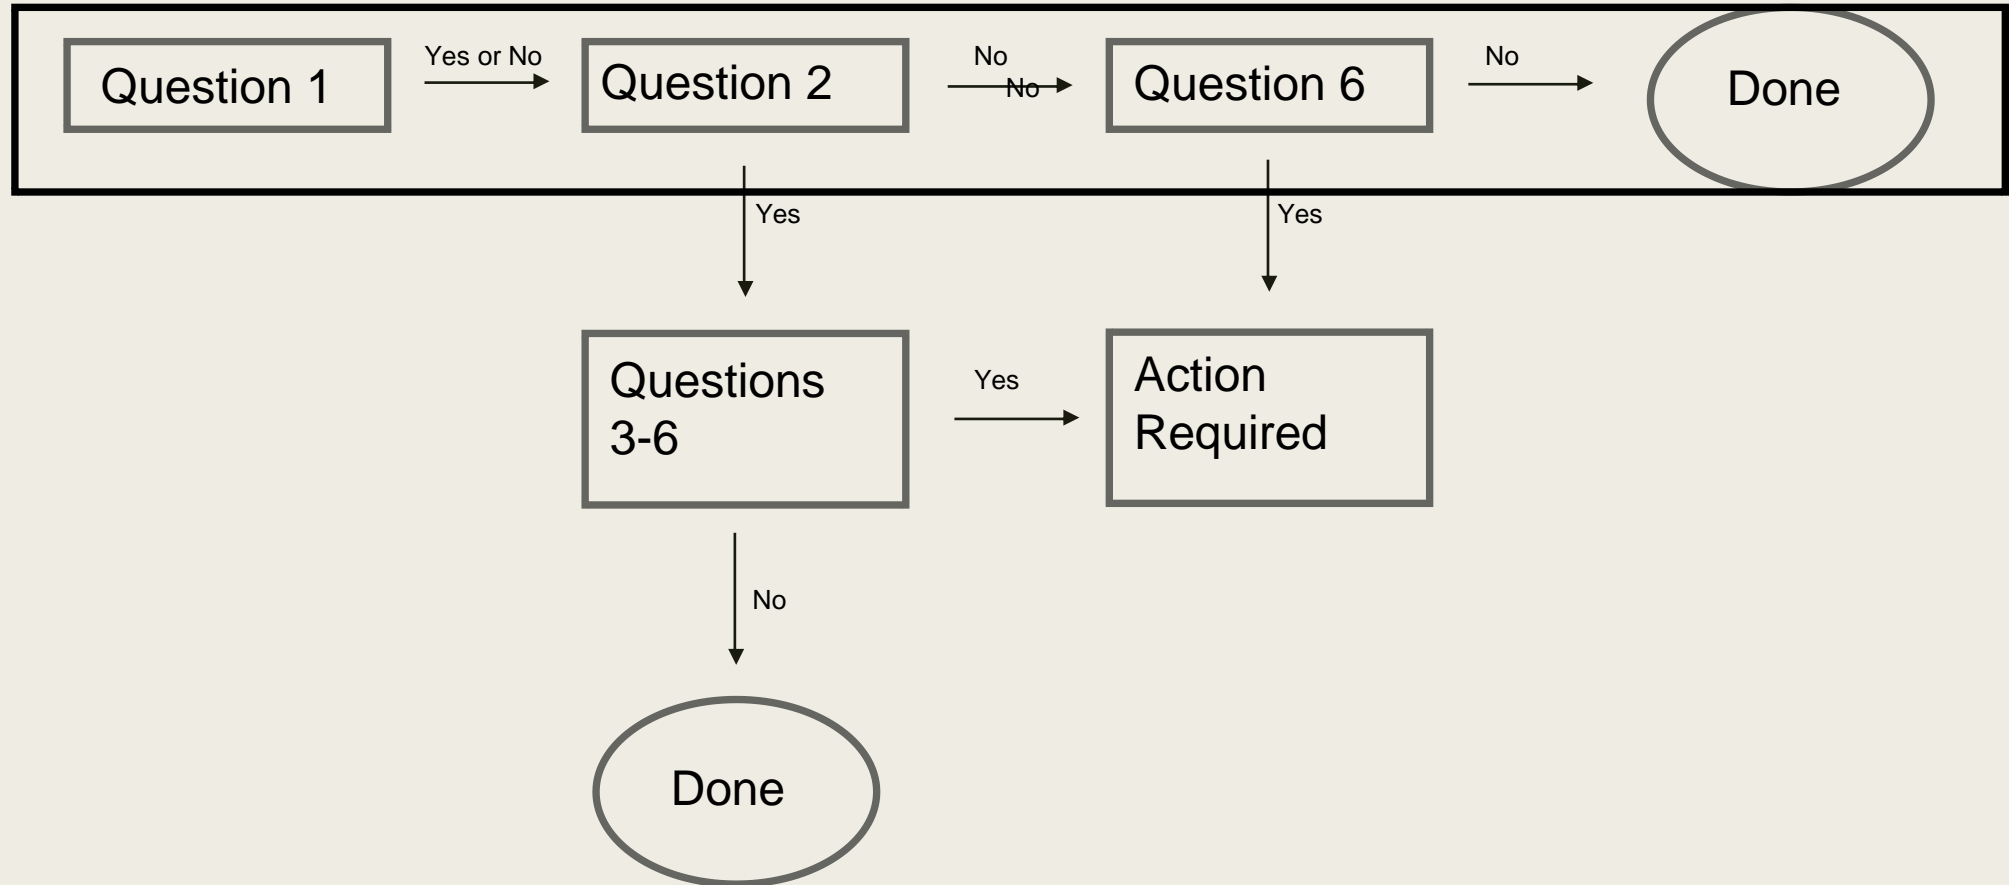 Question 1
Yes or No
Question 2
No
No
Question 6
No
Done
Yes
Yes
Questions
3-6
Yes
Action
Required
No
Done